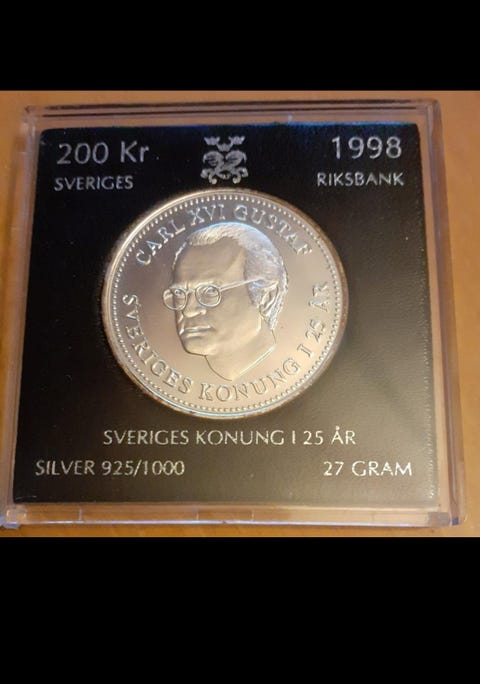 200 Kr
1998
SVERIGES
RIKSBANK
CARL XVI GUSTAF
SVERIGES KONUNG I 25 ÅR
SVERIGES KONUNG I 25 ÅR
SILVER 925/1000
27 GRAM